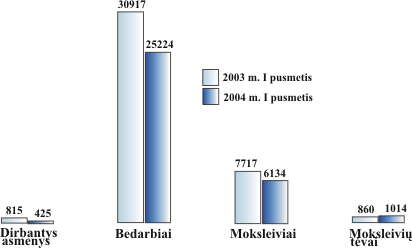 30917
25224
2003 m. I pusmetis
2004 m. I pusmetis
7717
6134
815
425
860
1014
Dirbantys
asmenys
Bedarbiai
Moksleiviai
Moksleivių
tėvai